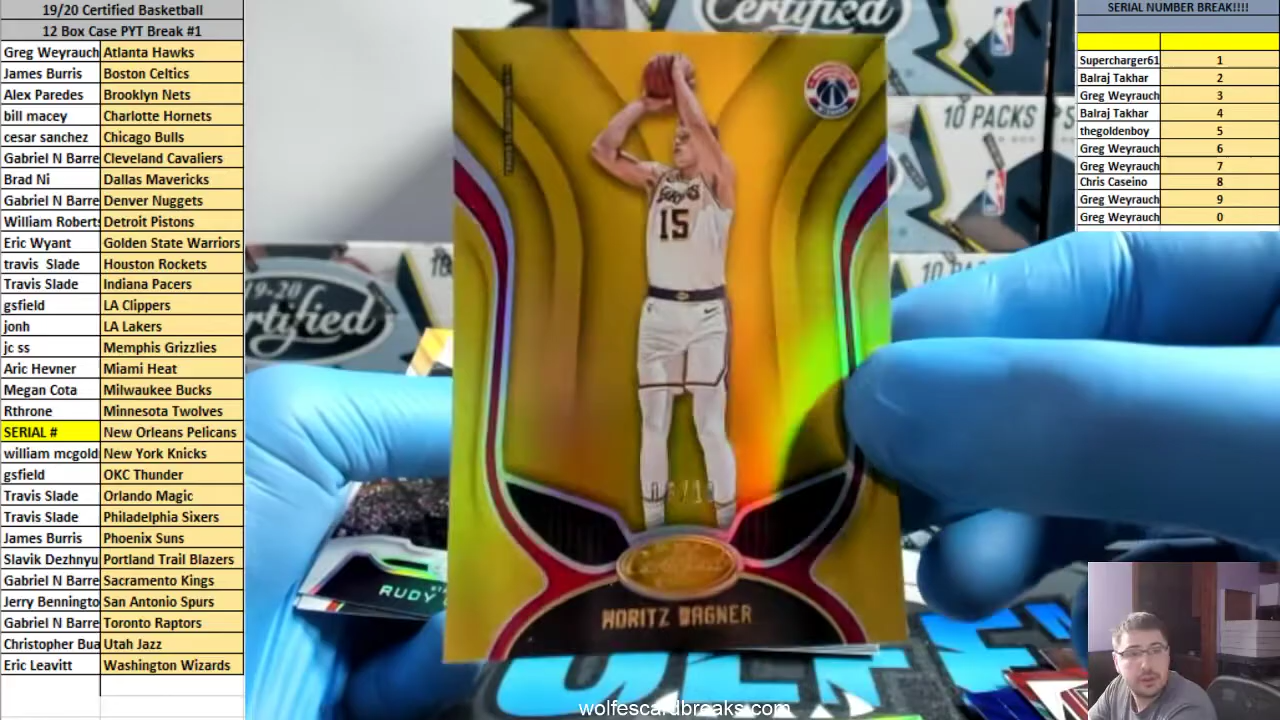 19/20 Certified Basketball
12 Box Case PYT Break #1
Greg Weyrauch Atlanta Hawks
James Burris Boston Celtics
Alex Paredes Brooklyn Nets
bill macey Charlotte Hornets
cesar sanchez Chicago Bulls
Gabriel N Barre Cleveland Cavaliers
Brad Ni Dallas Mavericks
Gabriel N Barre Denver Nuggets
William Roberts Detroit Pistons
Eric Wyant Golden State Warriors
travis Slade Houston Rockets
Travis Slade Indiana Pacers
gsfield LA Clippers
jonh LA Lakers
jc ss Memphis Grizzlies
Aric Hevner Miami Heat
Megan Cota Milwaukee Bucks
Rthrone Minnesota Twolves
SERIAL # New Orleans Pelicans
william mcgold New York Knicks
gsfield OKC Thunder
Travis Slade Orlando Magic
Travis Slade Philadelphia Sixers
James Burris Phoenix Suns
Slavik Dezhnyu Portland Trail Blazers
Gabriel N Barre Sacramento Kings
Jerry Benningto San Antonio Spurs
Gabriel N Barre Toronto Raptors
Christopher Bua Utah Jazz
Eric Leavitt Washington Wizards
Certified
10 PACKS
19-20
rtified
15
RUDY
MORITZ WAGNER
wolfescardbreaks.com
SERIAL NUMBER BREAK!!!!
Supercharger61 1
Balraj Takhar 2
Greg Weyrauch 3
Balraj Takhar 4
thegoldenboy 5
Greg Weyrauch 6
Greg Weyrauch 7
Chris Caseino 8
Greg Weyrauch 9
Greg Weyrauch 0